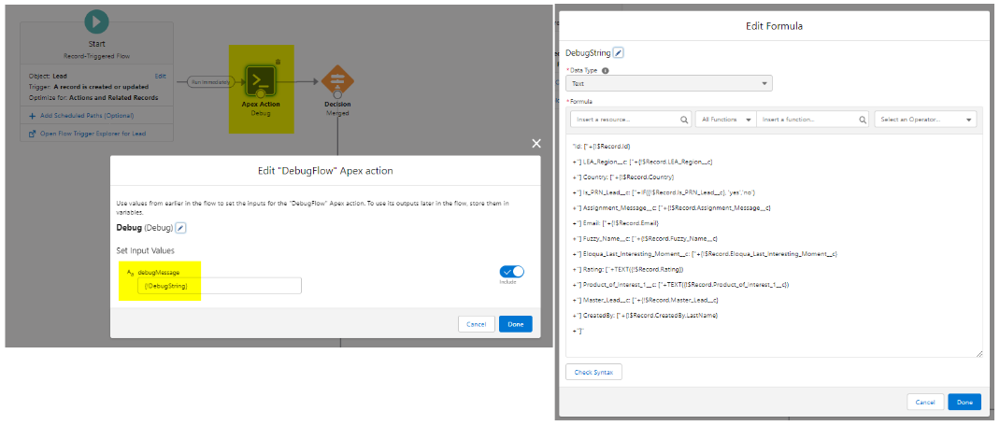 Start
Record-Triggered Flow
Object: Lead Edit
Trigger: A record is created or updated
Optimize for: Actions and Related Records
+ Add Scheduled Paths (Optional)
Open Flow Trigger Explorer for Lead
Run Immediately
Apex Action
Debug
Decision
Merged
Edit "DebugFlow" Apex action
Use values from earlier in the flow to set the inputs for the "DebugFlow" Apex action. To use its outputs later in the flow, store them in
variables.
Debug (Debug)
Set Input Values
debugMessage
{!DebugString}
Include
Cancel Done
Edit Formula
DebugString
* Data Type
Text
* Formula
Insert a resource... All Functions Insert a function... Select an Operator...
"Id: ["+{!$Record.Id}
+"] LEA_Region__c: ["+{!$Record.LEA_Region__c}
+"] Country: ["+{!$Record.Country}
+"] Is_PRN_Lead__c: ["+IF({!$Record.Is_PRN_Lead__c}, 'yes','no')
+"] Assignment_Message__c: ["+{!$Record.Assignment_Message__c}
+"] Email: ["+{!$Record.Email}
+"] Fuzzy_Name__c: ["+{!$Record.Fuzzy_Name__c}
+"] Eloqua_Last_Interesting_Moment__c: ["+{!$Record.Eloqua_Last_Interesting_Moment__c}
+"] Rating: ["+TEXT({!$Record.Rating})
+"] Product_of_Interest_1__c: ["+TEXT({!$Record.Product_of_Interest_1__c})
+"] Master_Lead__c: ["+{!$Record.Master_Lead__c}
+"] CreatedBy: ["+{!$Record.CreatedBy.LastName}
+"]"
Check Syntax
Cancel Done